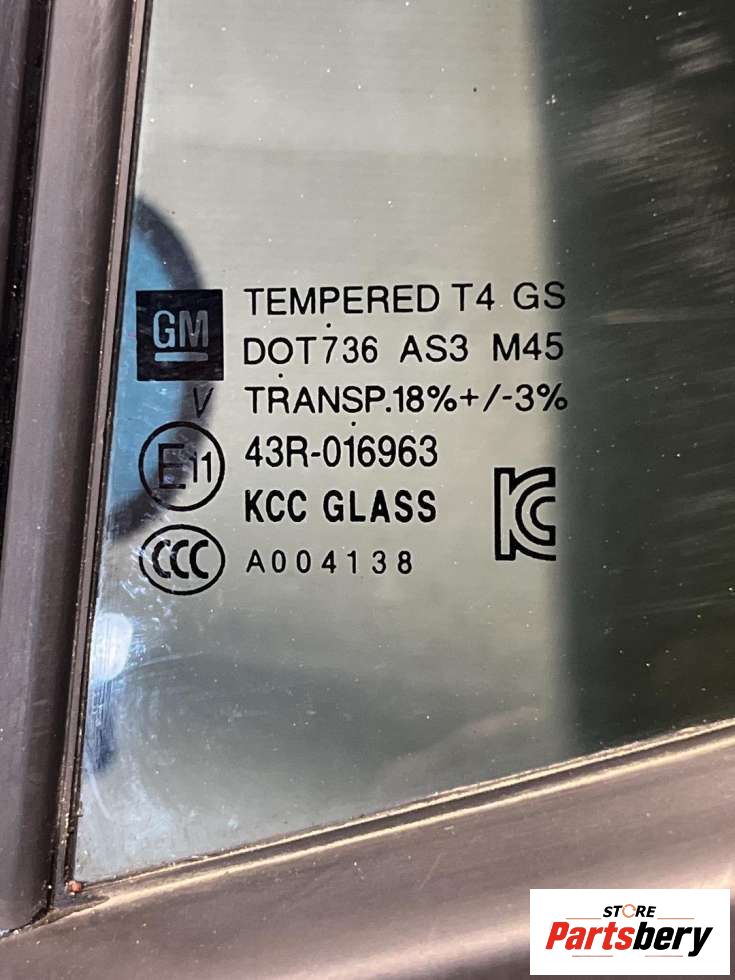 GM
TEMPERED T4 GS
DOT736 AS3 M45
V TRANSP.18%+/-3%
E11 43R-016963
KCC GLASS
KC
CCC A004138
STORE
Partsbery